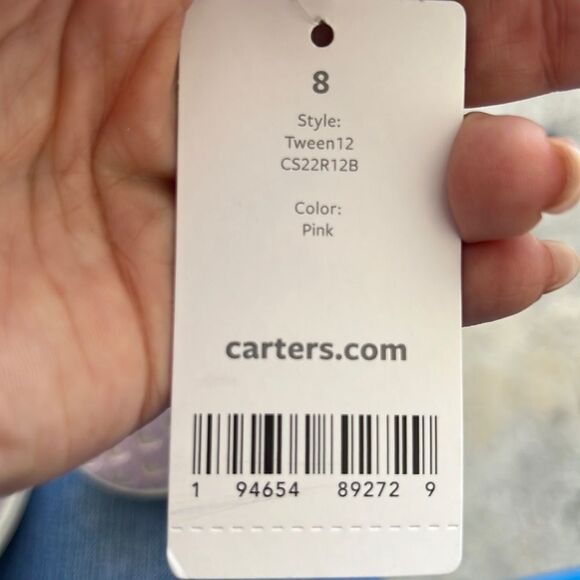 8
Style:
Tween12
CS22R12B
Color:
Pink
carters.com
1 94654 89272 9